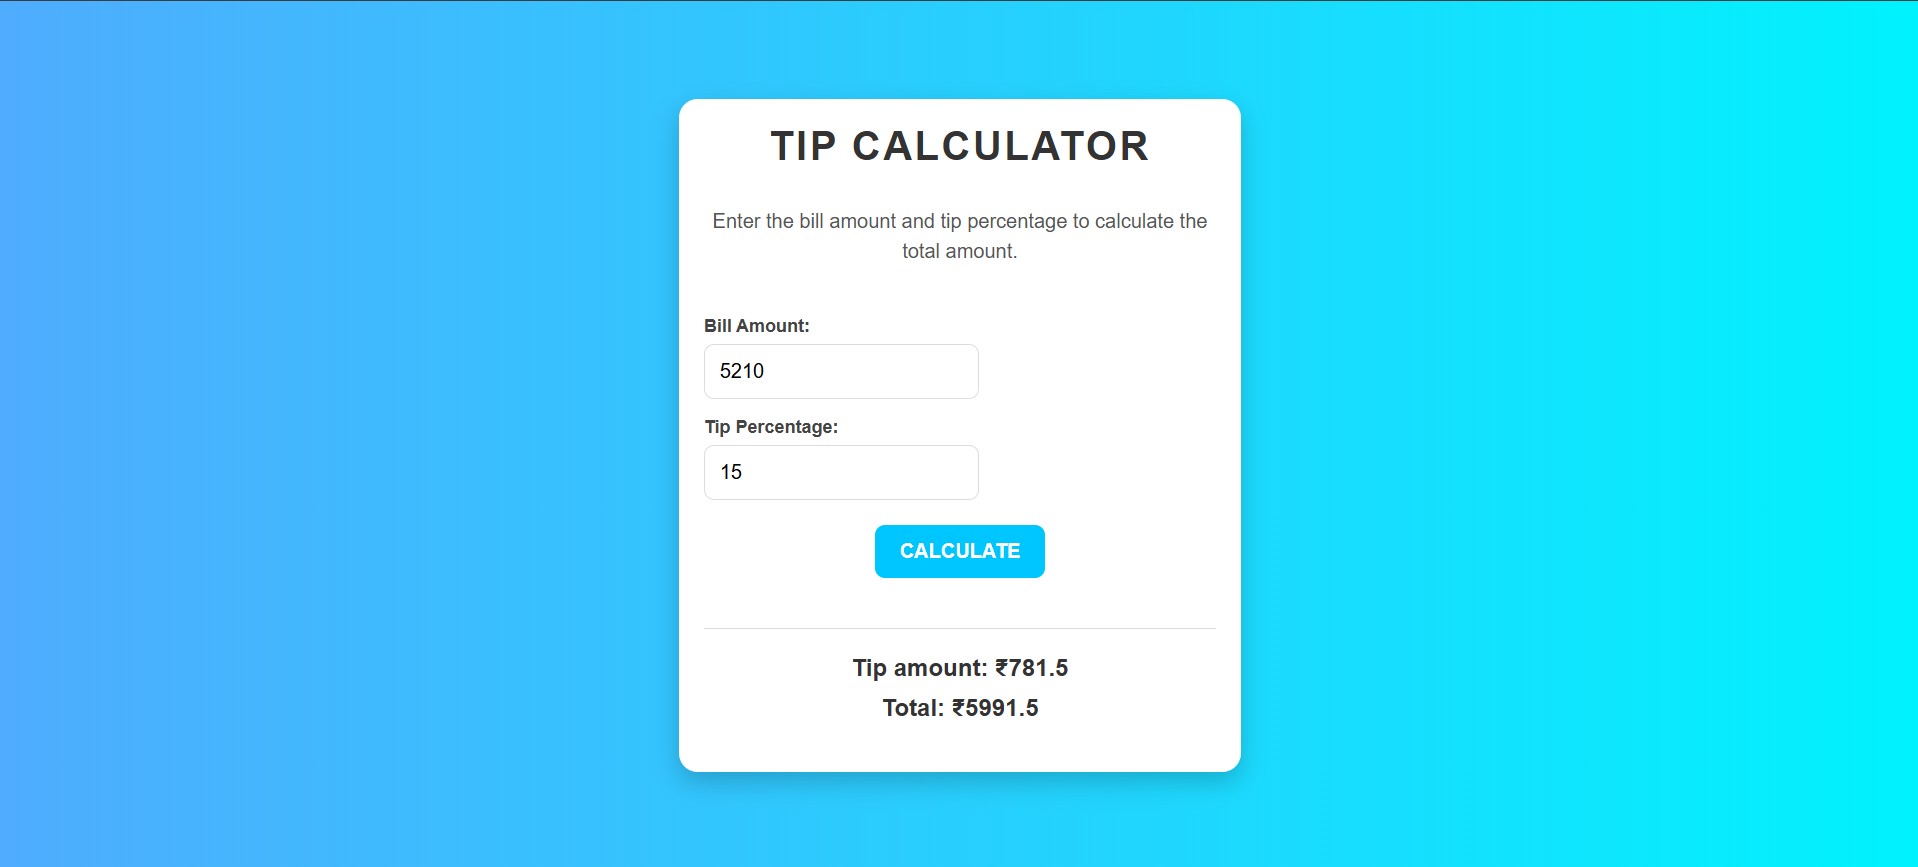 TIP CALCULATOR
Enter the bill amount and tip percentage to calculate the
total amount.
Bill Amount:
5210
Tip Percentage:
15
CALCULATE
Tip amount: ₹781.5
Total: ₹5991.5